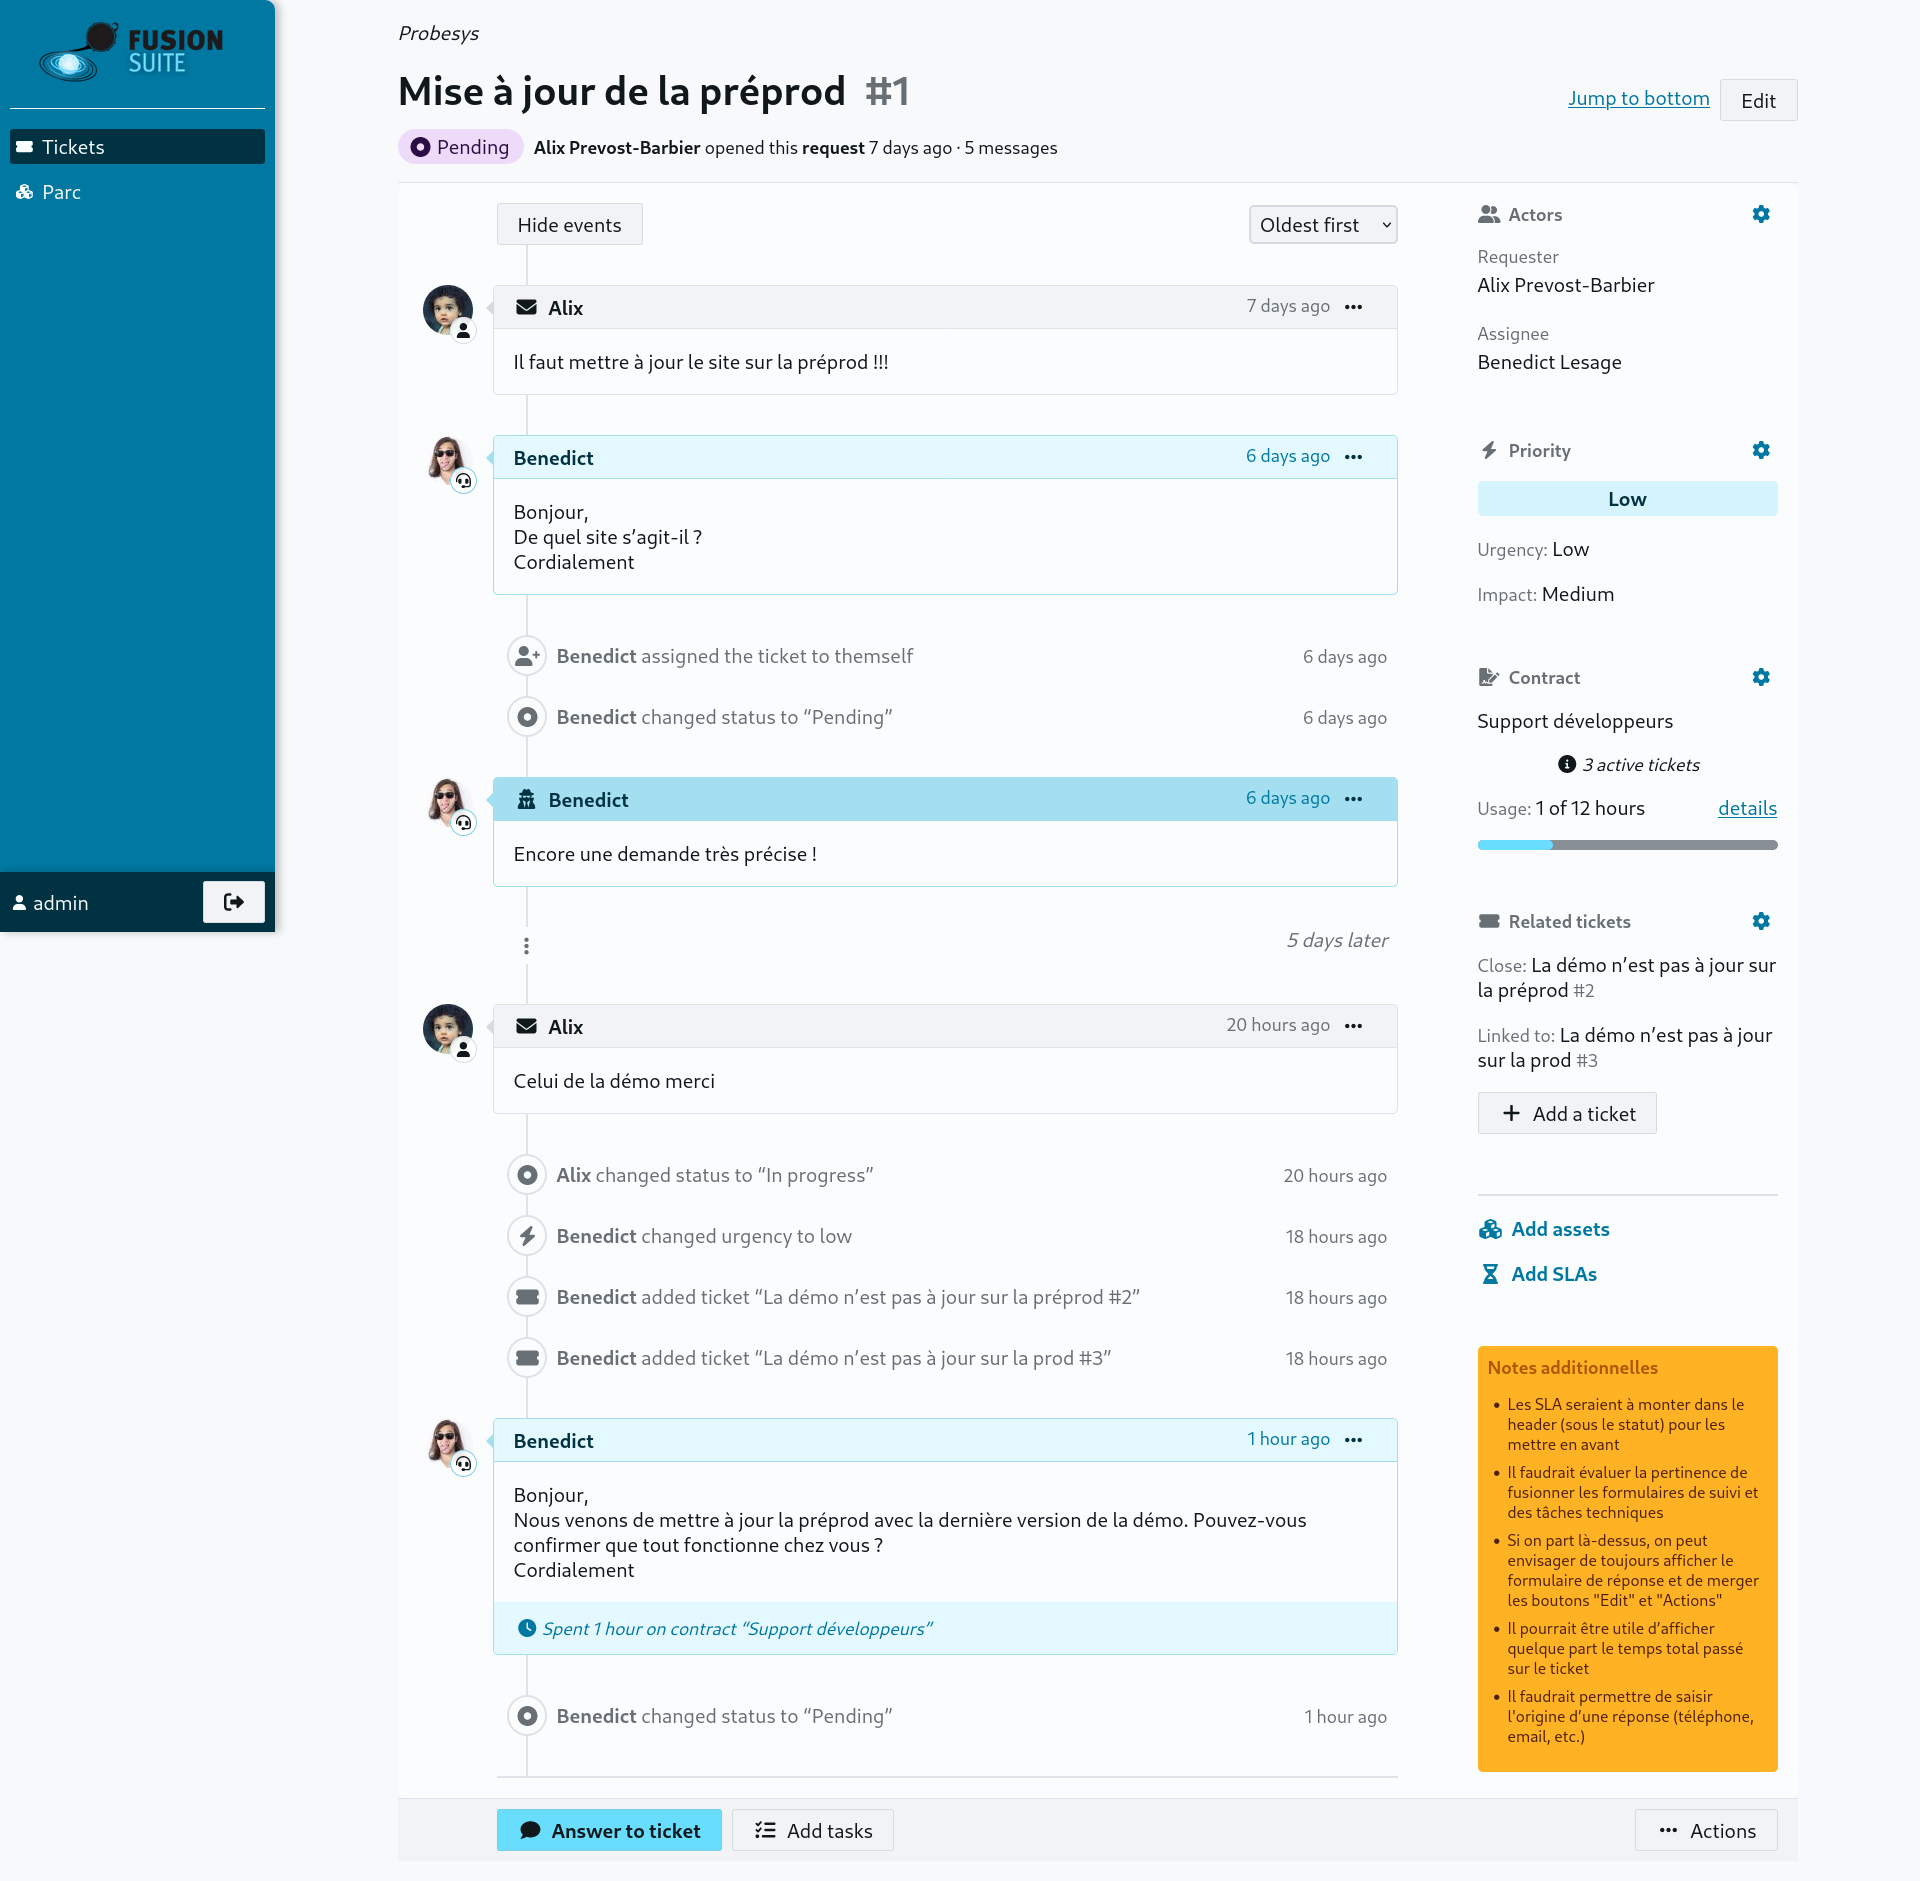 FUSION
SUITE
Tickets
Parc
admin
Probesys
Mise à jour de la préprod #1
Jump to bottom
Edit
Pending Alix Prevost-Barbier opened this request 7 days ago · 5 messages
Hide events
Oldest first
Alix 7 days ago
Il faut mettre à jour le site sur la préprod !!!
Benedict 6 days ago
Bonjour,
De quel site s’agit-il ?
Cordialement
Benedict assigned the ticket to themself 6 days ago
Benedict changed status to “Pending” 6 days ago
Benedict 6 days ago
Encore une demande très précise !
5 days later
Alix 20 hours ago
Celui de la démo merci
Alix changed status to “In progress” 20 hours ago
Benedict changed urgency to low 18 hours ago
Benedict added ticket “La démo n’est pas à jour sur la préprod #2” 18 hours ago
Benedict added ticket “La démo n’est pas à jour sur la prod #3” 18 hours ago
Benedict 1 hour ago
Bonjour,
Nous venons de mettre à jour la préprod avec la dernière version de la démo. Pouvez-vous
confirmer que tout fonctionne chez vous ?
Cordialement
Spent 1 hour on contract “Support développeurs”
Benedict changed status to “Pending” 1 hour ago
Answer to ticket
Add tasks
Actions
Actors
Requester
Alix Prevost-Barbier
Assignee
Benedict Lesage
Priority
Low
Urgency: Low
Impact: Medium
Contract
Support développeurs
3 active tickets
Usage: 1 of 12 hours details
Related tickets
Close: La démo n’est pas à jour sur
la préprod #2
Linked to: La démo n’est pas à jour
sur la prod #3
Add a ticket
Add assets
Add SLAs
Notes additionnelles
• Les SLA seraient à monter dans le
header (sous le statut) pour les
mettre en avant
• Il faudrait évaluer la pertinence de
fusionner les formulaires de suivi et
des tâches techniques
• Si on part là-dessus, on peut
envisager de toujours afficher le
formulaire de réponse et de merger
les boutons "Edit" et "Actions"
• Il pourrait être utile d’afficher
quelque part le temps total passé
sur le ticket
• Il faudrait permettre de saisir
l'origine d’une réponse (téléphone,
email, etc.)